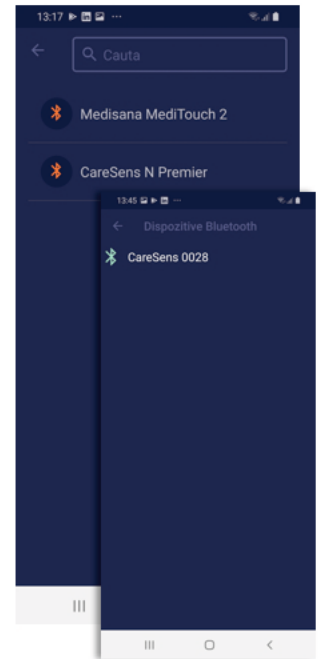 13:17
Cauta
Medisana MediTouch 2
CareSens N Premier
13:45
Dispozitive Bluetooth
CareSens 0028